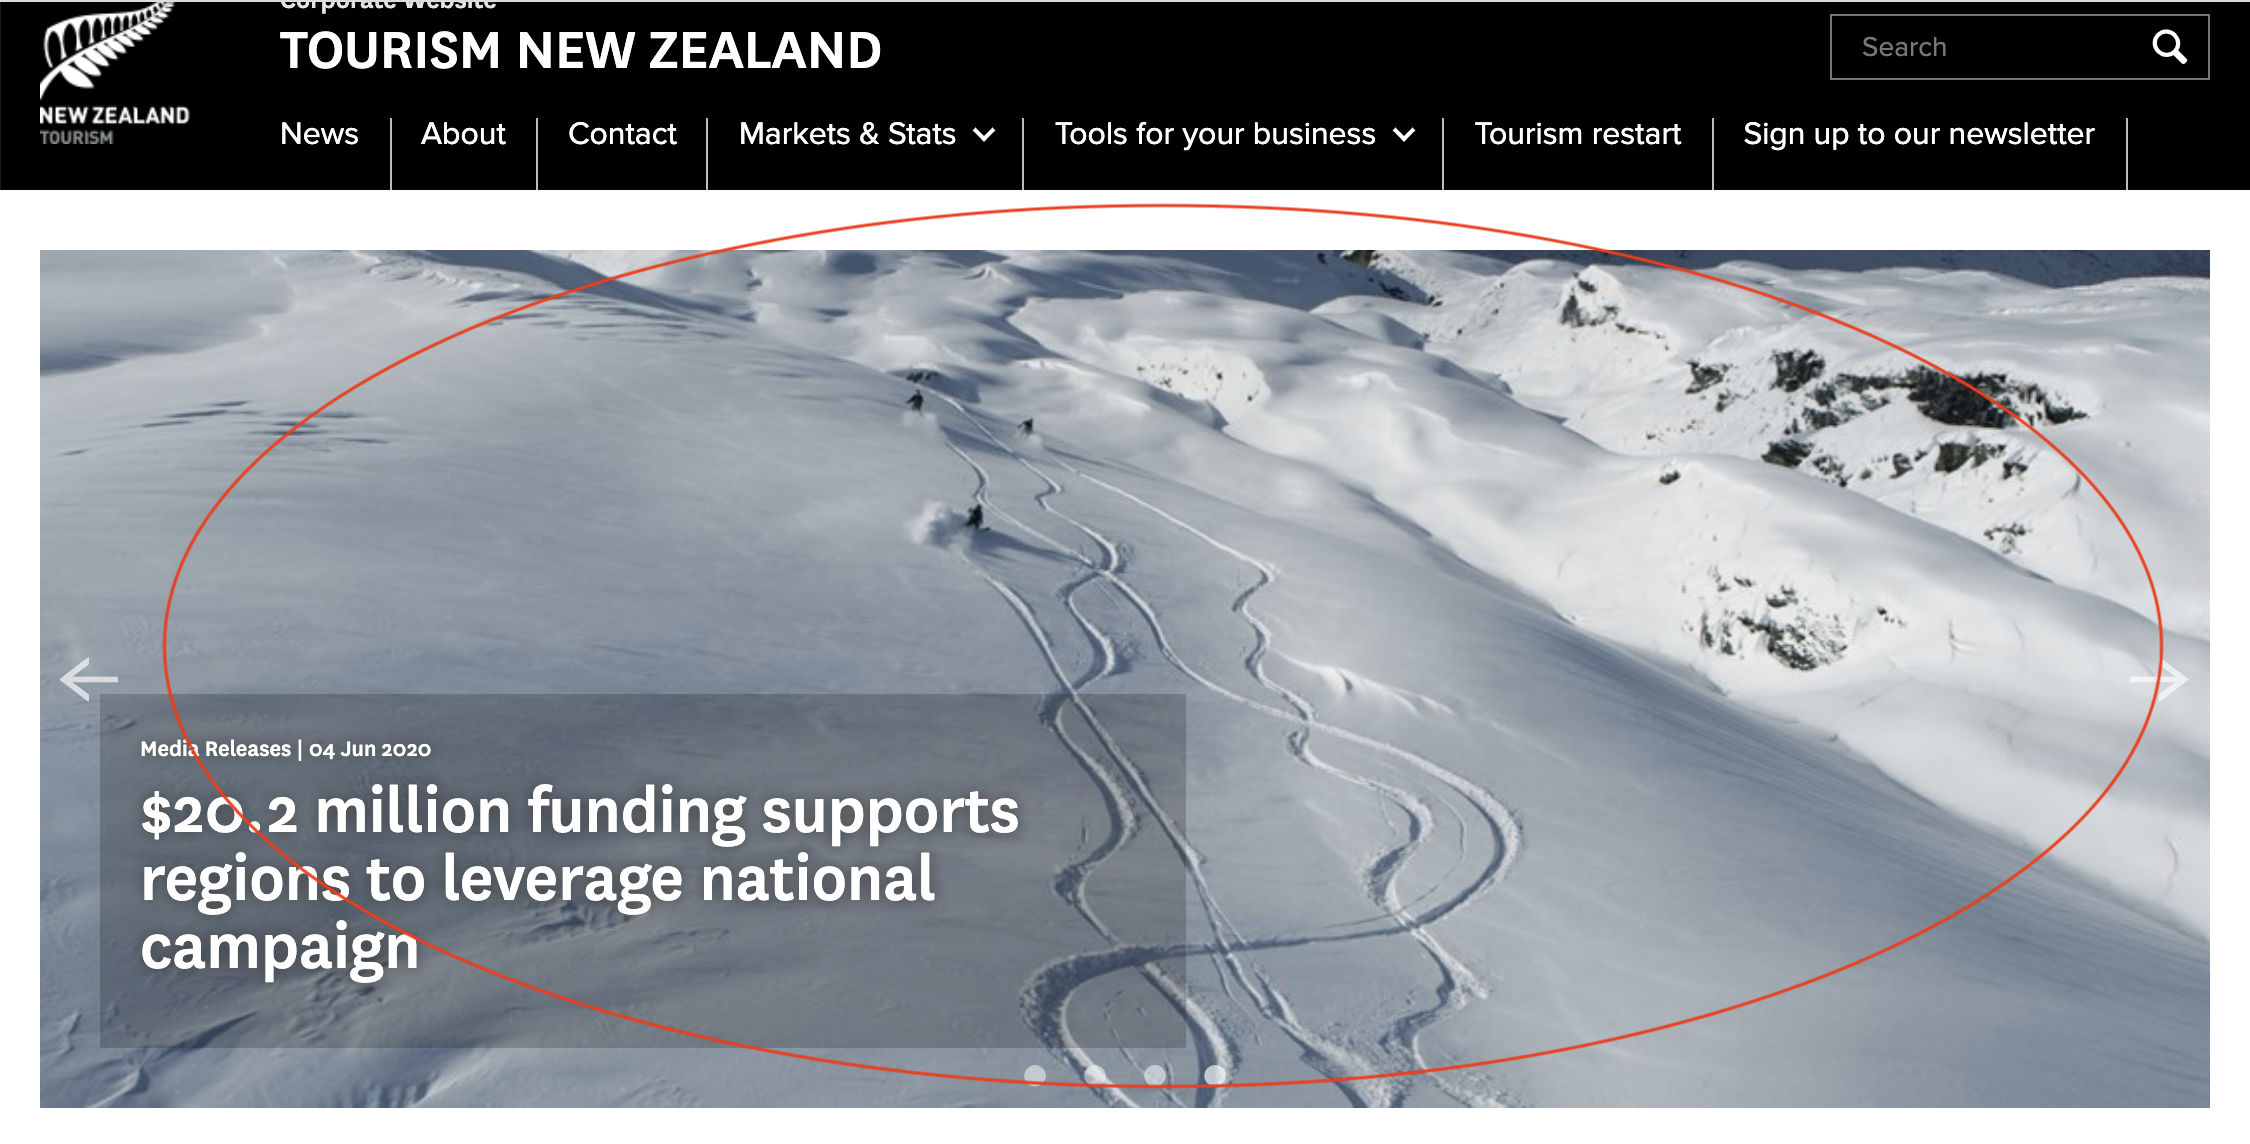 Corporate Website
TOURISM NEW ZEALAND
Search
NEW ZEALAND
TOURISM
News
About
Contact
Markets & Stats
Tools for your business
Tourism restart
Sign up to our newsletter
Media Releases | 04 Jun 2020
$20.2 million funding supports
regions to leverage national
campaign